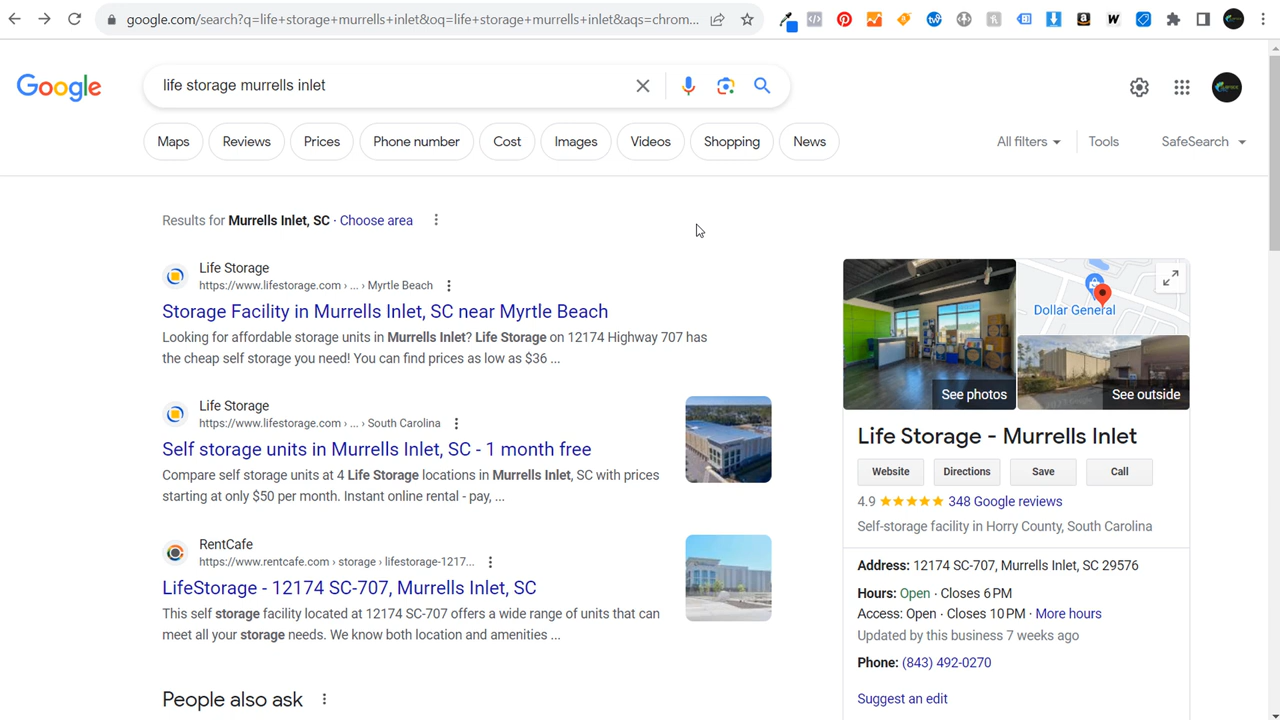 google.com/search?q=life+storage+murrells+inlet&oq=life+storage+murrells+inlet&aqs=chrom...
Google
life storage murrells inlet
Maps
Reviews
Prices
Phone number
Cost
Images
Videos
Shopping
News
All filters
Tools
SafeSearch
Results for Murrells Inlet, SC · Choose area
Life Storage
https://www.lifestorage.com › ... › Myrtle Beach
Storage Facility in Murrells Inlet, SC near Myrtle Beach
Looking for affordable storage units in Murrells Inlet? Life Storage on 12174 Highway 707 has
the cheap self storage you need! You can find prices as low as $36 ...
Life Storage
https://www.lifestorage.com › ... › South Carolina
Self storage units in Murrells Inlet, SC - 1 month free
Compare self storage units at 4 Life Storage locations in Murrells Inlet, SC with prices
starting at only $50 per month. Instant online rental - pay, ...
RentCafe
https://www.rentcafe.com › storage › lifestorage-1217...
LifeStorage - 12174 SC-707, Murrells Inlet, SC
This self storage facility located at 12174 SC-707 offers a wide range of units that can
meet all your storage needs. We know both location and amenities ...
People also ask
Dollar General
See photos
See outside
Life Storage - Murrells Inlet
Website
Directions
Save
Call
4.9 348 Google reviews
Self-storage facility in Horry County, South Carolina
Address: 12174 SC-707, Murrells Inlet, SC 29576
Hours: Open · Closes 6 PM
Access: Open · Closes 10 PM · More hours
Updated by this business 7 weeks ago
Phone: (843) 492-0270
Suggest an edit